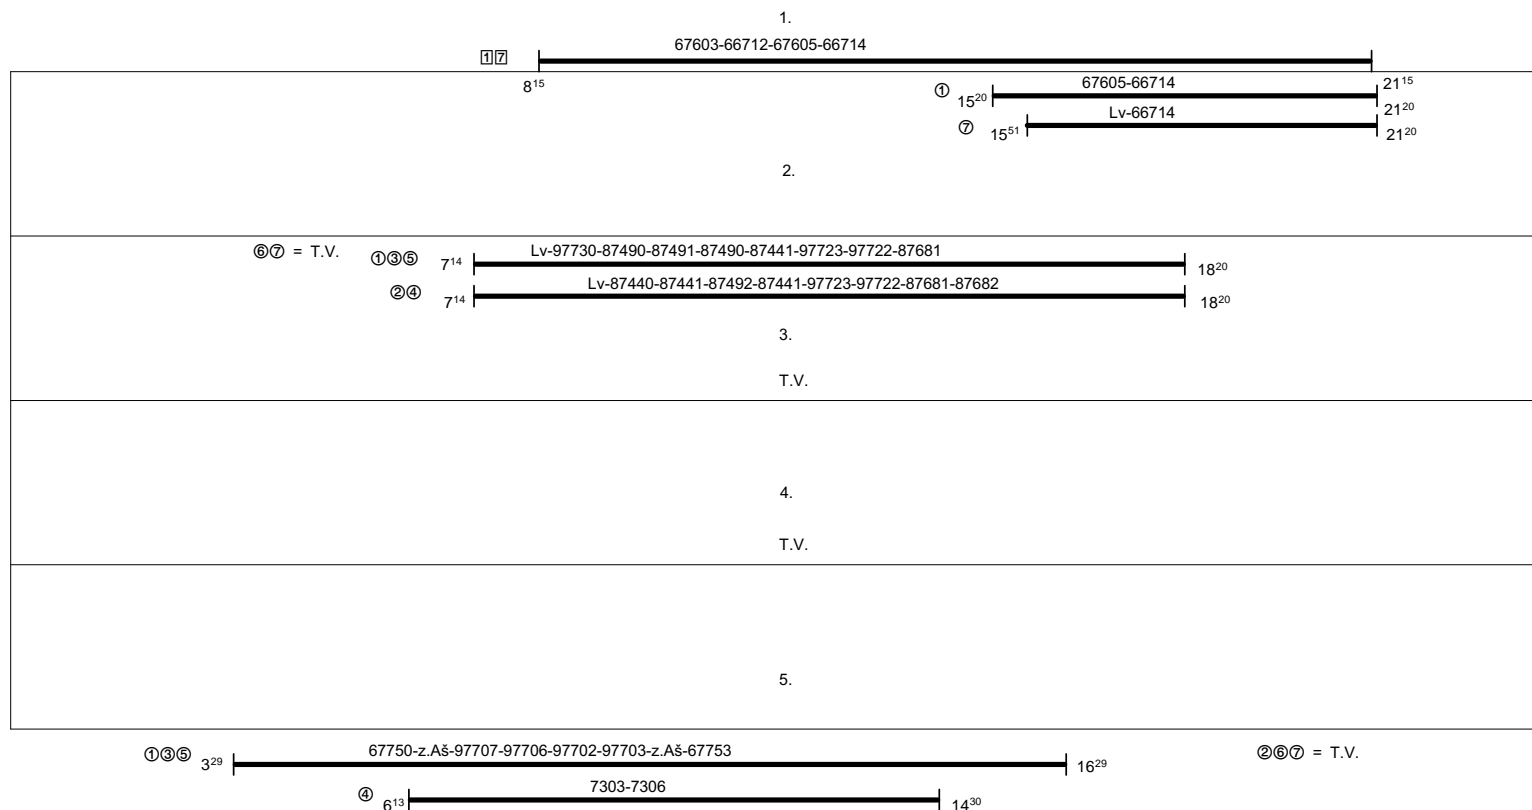 1.
67603-66712-67605-66714
1 7
8¹⁵ 21¹⁵
① 15²⁰ 67605-66714 21²⁰
⑦ 15⁵¹ Lv-66714 21²⁰
2.
⑥⑦ = T.V. ①③⑤ 7¹⁴ Lv-97730-87490-87491-87490-87441-97723-97722-87681 18²⁰
②④ 7¹⁴ Lv-87440-87441-87492-87441-97723-97722-87681-87682 18²⁰
3.
T.V.
4.
T.V.
5.
①③⑤ 3²⁹ 67750-z.Aš-97707-97706-97702-97703-z.Aš-67753 16²⁹ ②⑥⑦ = T.V.
④ 6¹³ 7303-7306 14³⁰